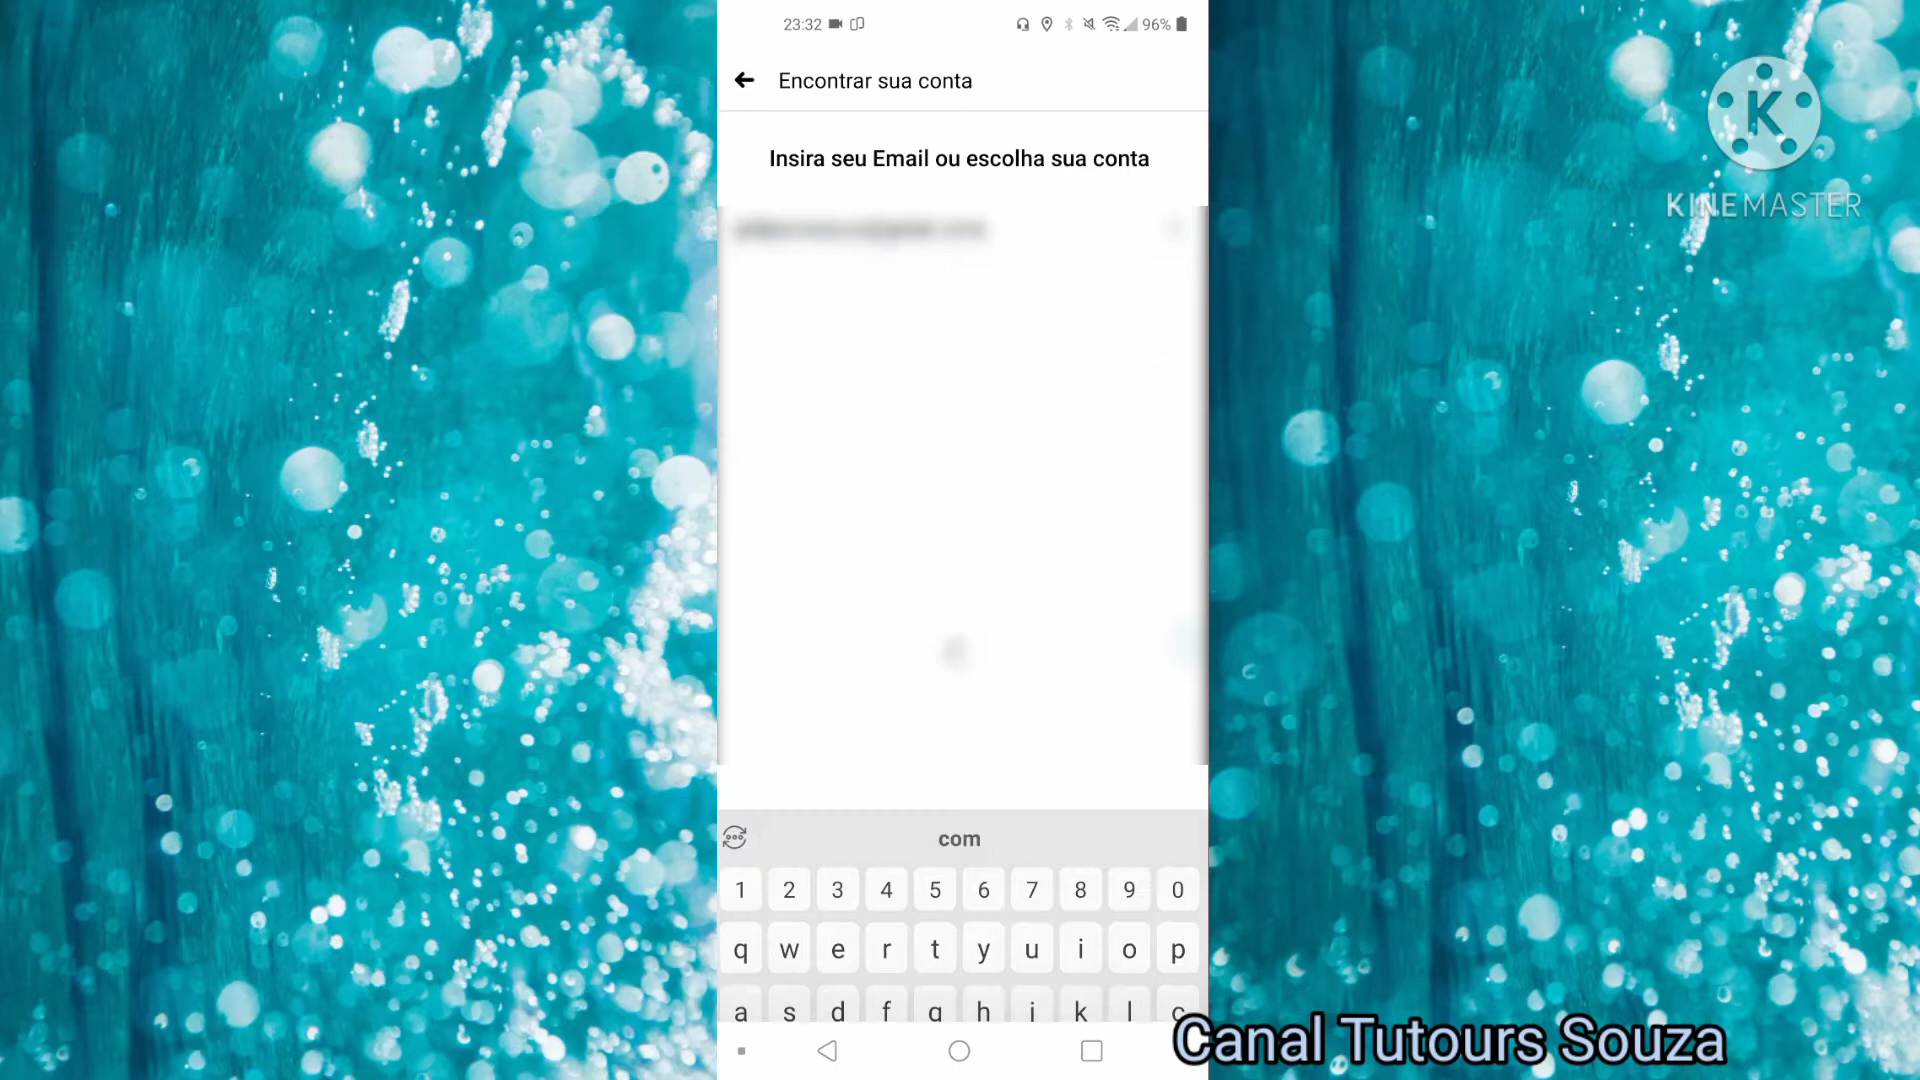 23:32
96%
Encontrar sua conta
Insira seu Email ou escolha sua conta
com
1 2 3 4 5 6 7 8 9 0
q w e r t y u i o p
a s d f g h j k l ç
K
KINEMASTER
Canal Tutours Souza